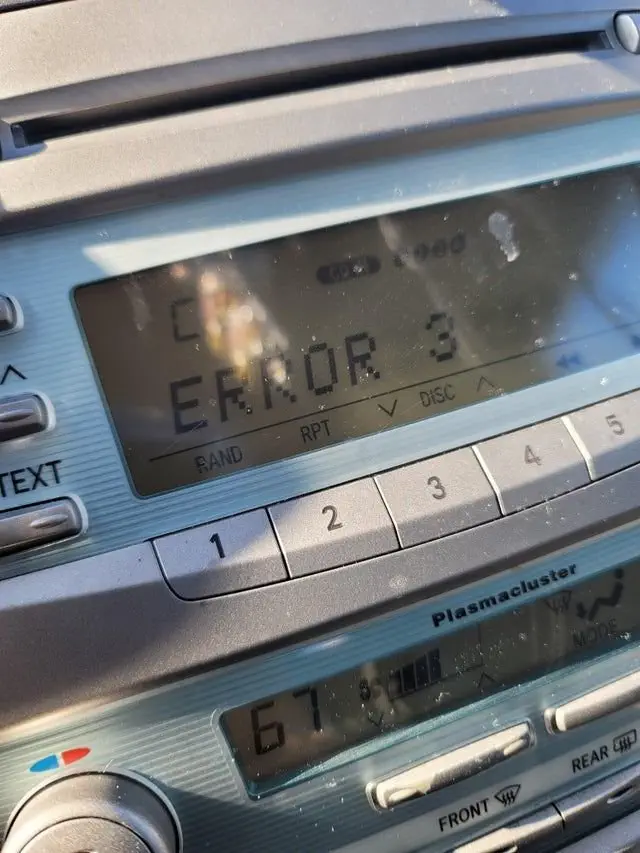 ERROR 3
RAND RPT DISC
TEXT
1 2 3 4 5
Plasmacluster
MODE
67
FRONT REAR